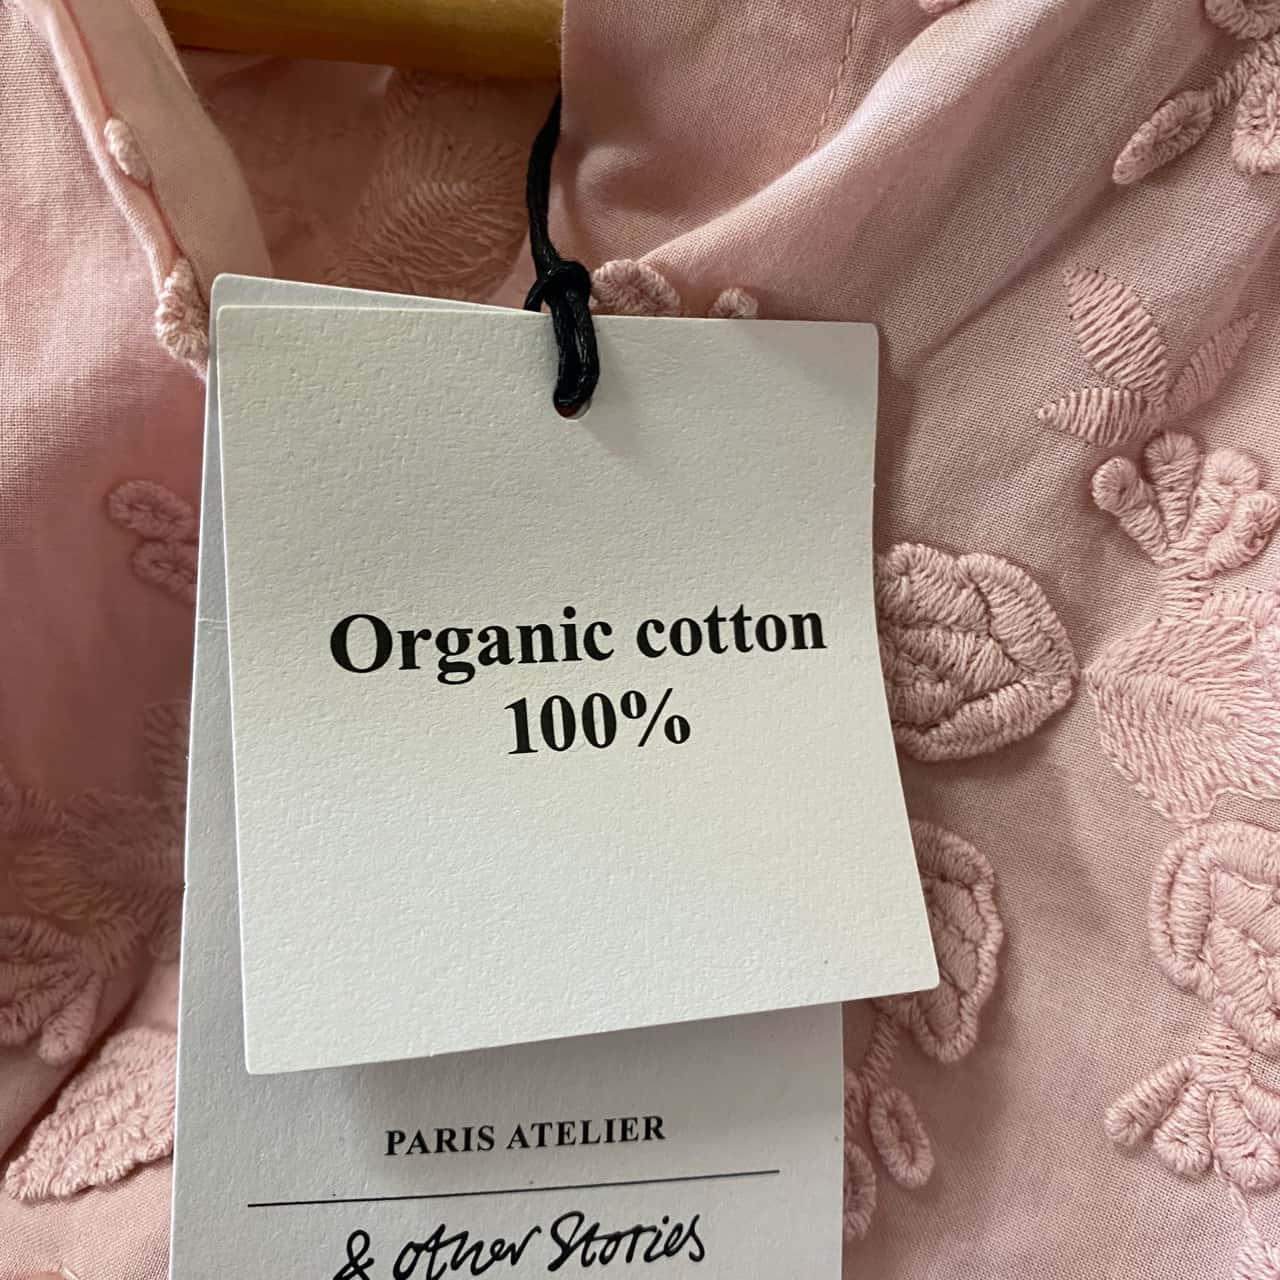 Organic cotton
100%
PARIS ATELIER
& other Stories